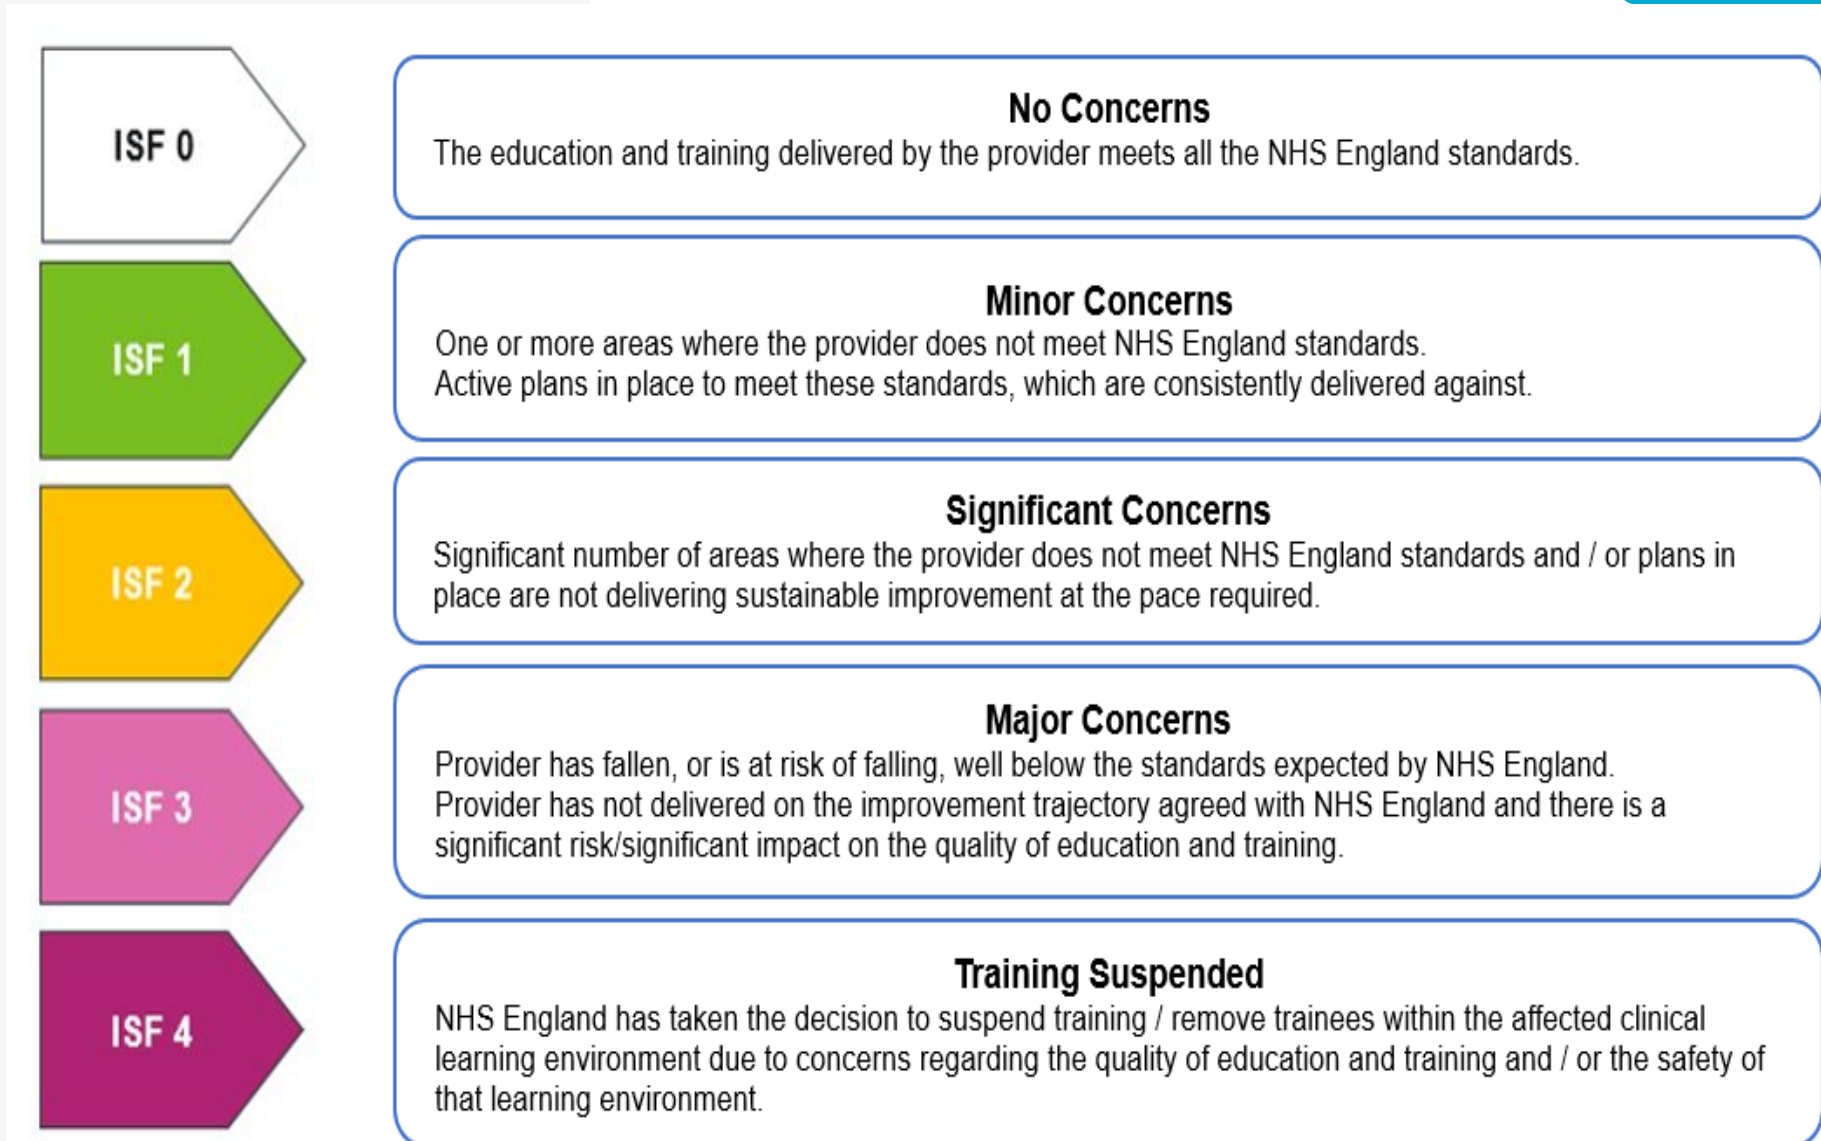 ISF 0
No Concerns
The education and training delivered by the provider meets all the NHS England standards.
ISF 1
Minor Concerns
One or more areas where the provider does not meet NHS England standards.
Active plans in place to meet these standards, which are consistently delivered against.
ISF 2
Significant Concerns
Significant number of areas where the provider does not meet NHS England standards and / or plans in
place are not delivering sustainable improvement at the pace required.
ISF 3
Major Concerns
Provider has fallen, or is at risk of falling, well below the standards expected by NHS England.
Provider has not delivered on the improvement trajectory agreed with NHS England and there is a
significant risk/significant impact on the quality of education and training.
ISF 4
Training Suspended
NHS England has taken the decision to suspend training / remove trainees within the affected clinical
learning environment due to concerns regarding the quality of education and training and / or the safety of
that learning environment.